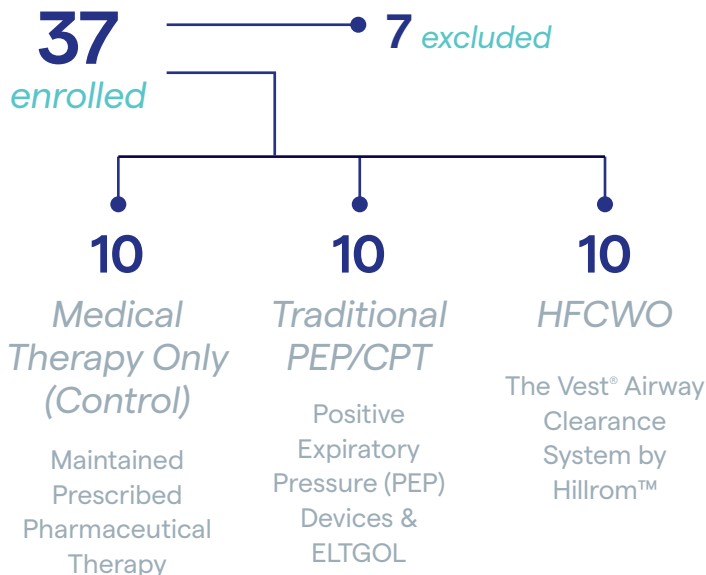 37
enrolled
7 excluded
10
Medical
Therapy Only
(Control)
Maintained
Prescribed
Pharmaceutical
Therapy
10
Traditional
PEP/CPT
Positive
Expiratory
Pressure (PEP)
Devices &
ELTGOL
10
HFCWO
The Vest® Airway
Clearance
System by
Hillrom™